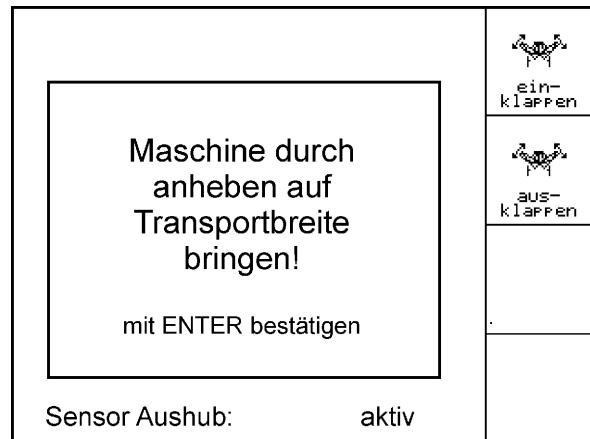 Maschine durch
anheben auf
Transportbreite
bringen!
mit ENTER bestätigen
Sensor Aushub: aktiv
ein-
klappen
aus-
klappen